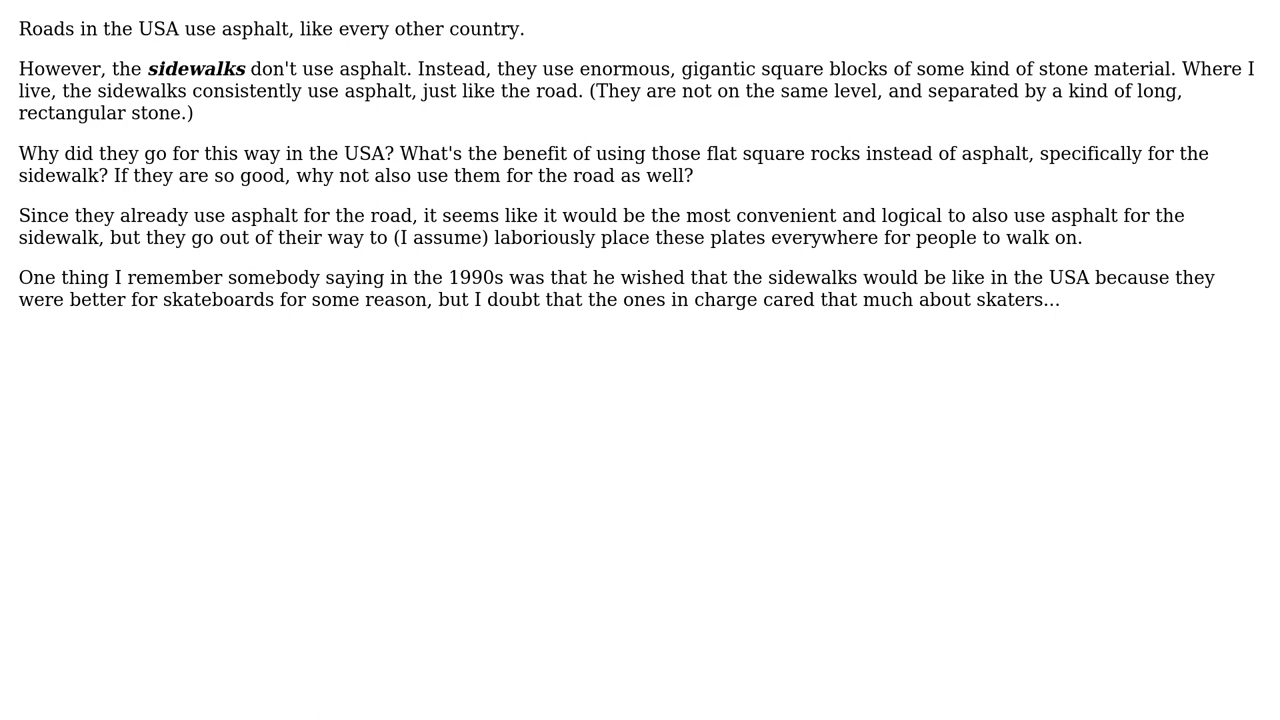 Roads in the USA use asphalt, like every other country.
However, the sidewalks don't use asphalt. Instead, they use enormous, gigantic square blocks of some kind of stone material. Where I
live, the sidewalks consistently use asphalt, just like the road. (They are not on the same level, and separated by a kind of long,
rectangular stone.)
Why did they go for this way in the USA? What's the benefit of using those flat square rocks instead of asphalt, specifically for the
sidewalk? If they are so good, why not also use them for the road as well?
Since they already use asphalt for the road, it seems like it would be the most convenient and logical to also use asphalt for the
sidewalk, but they go out of their way to (I assume) laboriously place these plates everywhere for people to walk on.
One thing I remember somebody saying in the 1990s was that he wished that the sidewalks would be like in the USA because they
were better for skateboards for some reason, but I doubt that the ones in charge cared that much about skaters...